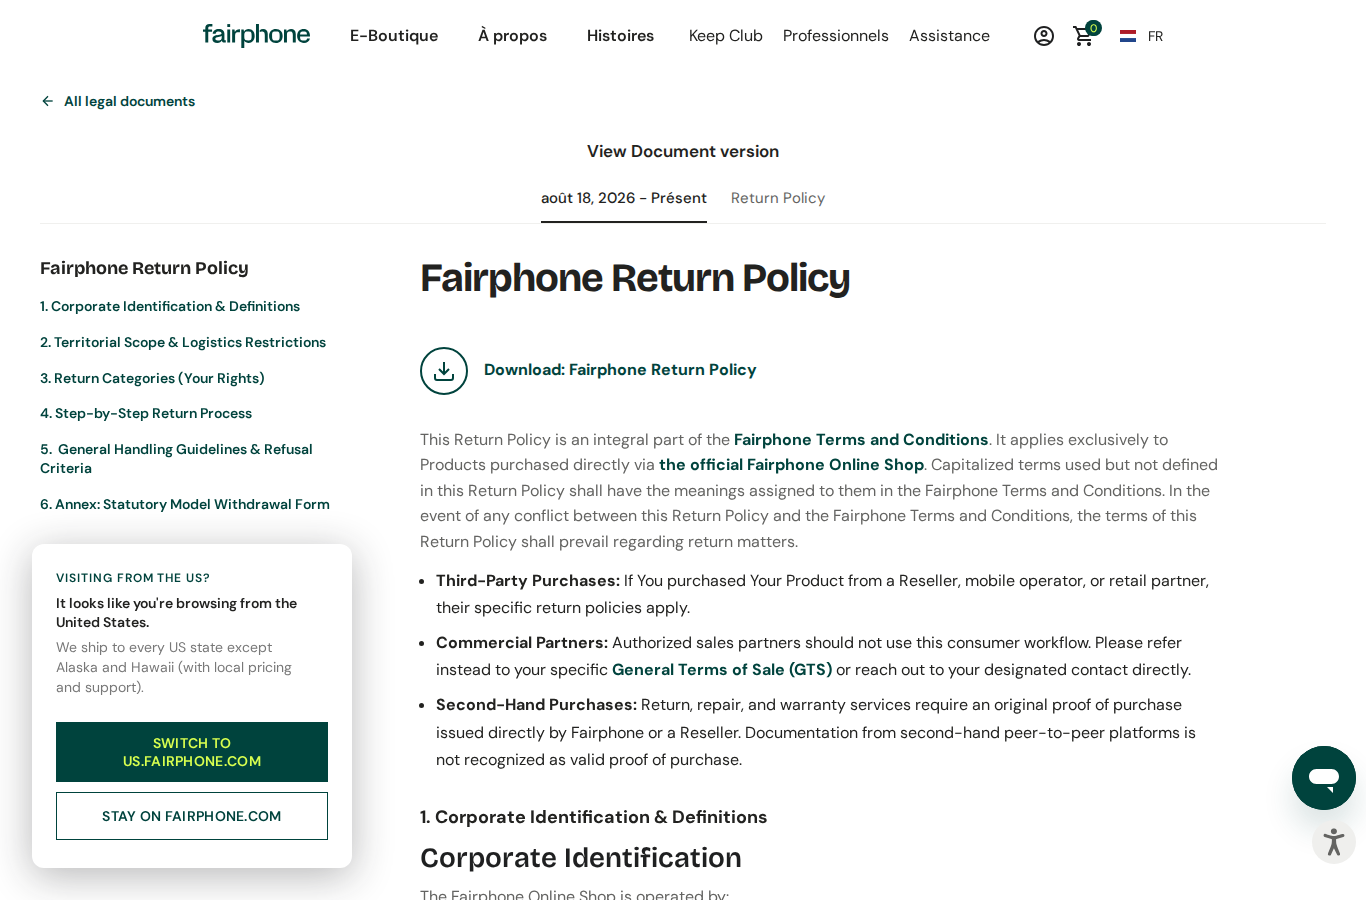 fairphone
E-Boutique
À propos
Histoires
Keep Club
Professionnels
Assistance
0
FR
All legal documents
View Document version
août 18, 2026 - Présent
Return Policy
Fairphone Return Policy
1. Corporate Identification & Definitions
2. Territorial Scope & Logistics Restrictions
3. Return Categories (Your Rights)
4. Step-by-Step Return Process
5. General Handling Guidelines & Refusal
Criteria
6. Annex: Statutory Model Withdrawal Form
VISITING FROM THE US?
It looks like you're browsing from the
United States.
We ship to every US state except
Alaska and Hawaii (with local pricing
and support).
SWITCH TO
US.FAIRPHONE.COM
STAY ON FAIRPHONE.COM
Fairphone Return Policy
Download: Fairphone Return Policy
This Return Policy is an integral part of the Fairphone Terms and Conditions. It applies exclusively to
Products purchased directly via the official Fairphone Online Shop. Capitalized terms used but not defined
in this Return Policy shall have the meanings assigned to them in the Fairphone Terms and Conditions. In the
event of any conflict between this Return Policy and the Fairphone Terms and Conditions, the terms of this
Return Policy shall prevail regarding return matters.
• Third-Party Purchases: If You purchased Your Product from a Reseller, mobile operator, or retail partner,
their specific return policies apply.
• Commercial Partners: Authorized sales partners should not use this consumer workflow. Please refer
instead to your specific General Terms of Sale (GTS) or reach out to your designated contact directly.
• Second-Hand Purchases: Return, repair, and warranty services require an original proof of purchase
issued directly by Fairphone or a Reseller. Documentation from second-hand peer-to-peer platforms is
not recognized as valid proof of purchase.
1. Corporate Identification & Definitions
Corporate Identification
The Fairphone Online Shop is operated by: